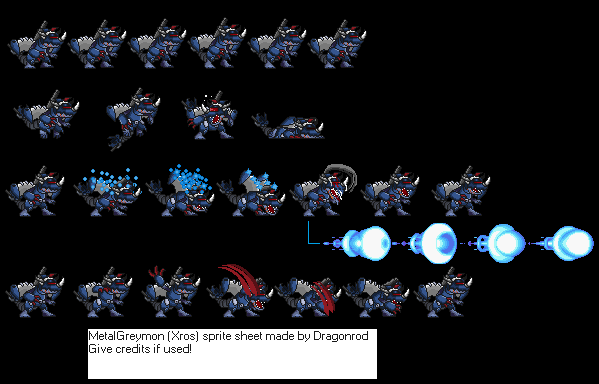 MetalGreymon (Xros) sprite sheet made by Dragonrod
Give credits if used!